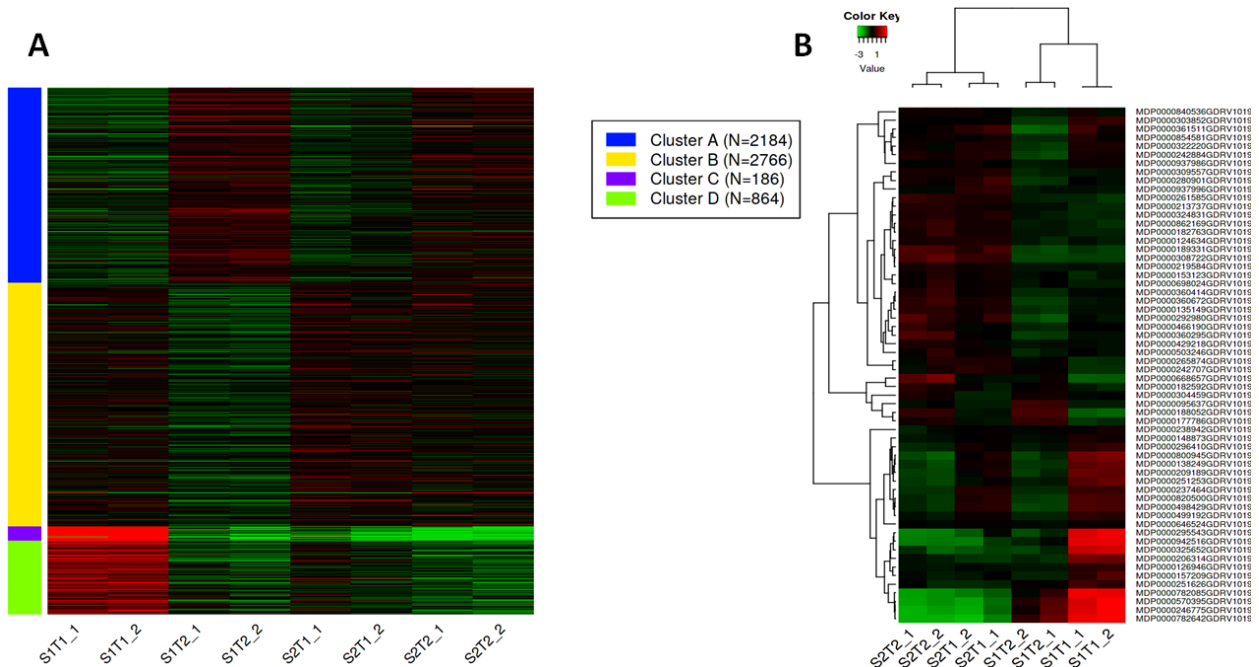 A
Cluster A (N=2184)
Cluster B (N=2766)
Cluster C (N=186)
Cluster D (N=864)
S1T1_1
S1T1_2
S1T2_1
S1T2_2
S2T1_1
S2T1_2
S2T2_1
S2T2_2
B
Color Key
-3 1
Value
MDP0000840536GDRV1019
MDP0000303852GDRV1019
MDP0000361511GDRV1019
MDP0000854581GDRV1019
MDP0000322220GDRV1019
MDP0000242884GDRV1019
MDP0000937986GDRV1019
MDP0000309557GDRV1019
MDP0000280901GDRV1019
MDP0000937996GDRV1019
MDP0000261585GDRV1019
MDP0000213737GDRV1019
MDP0000324831GDRV1019
MDP0000862169GDRV1019
MDP0000182763GDRV1019
MDP0000124634GDRV1019
MDP0000189331GDRV1019
MDP0000308722GDRV1019
MDP0000219584GDRV1019
MDP0000153123GDRV1019
MDP0000698024GDRV1019
MDP0000360414GDRV1019
MDP0000360672GDRV1019
MDP0000135149GDRV1019
MDP0000292980GDRV1019
MDP0000466190GDRV1019
MDP0000360295GDRV1019
MDP0000429218GDRV1019
MDP0000503246GDRV1019
MDP0000265874GDRV1019
MDP0000242707GDRV1019
MDP0000668657GDRV1019
MDP0000182592GDRV1019
MDP0000304459GDRV1019
MDP0000095637GDRV1019
MDP0000188052GDRV1019
MDP0000177786GDRV1019
MDP0000238942GDRV1019
MDP0000148873GDRV1019
MDP0000296410GDRV1019
MDP0000800945GDRV1019
MDP0000138249GDRV1019
MDP0000209189GDRV1019
MDP0000251253GDRV1019
MDP0000237464GDRV1019
MDP0000820500GDRV1019
MDP0000498429GDRV1019
MDP0000499192GDRV1019
MDP0000646524GDRV1019
MDP0000295543GDRV1019
MDP0000942516GDRV1019
MDP0000325652GDRV1019
MDP0000206314GDRV1019
MDP0000126946GDRV1019
MDP0000157209GDRV1019
MDP0000251626GDRV1019
MDP0000782085GDRV1019
MDP0000570395GDRV1019
MDP0000246775GDRV1019
MDP0000782642GDRV1019
S2T2_1
S2T2_2
S2T1_2
S2T1_1
S1T2_2
S1T2_1
S1T1_1
S1T1_2